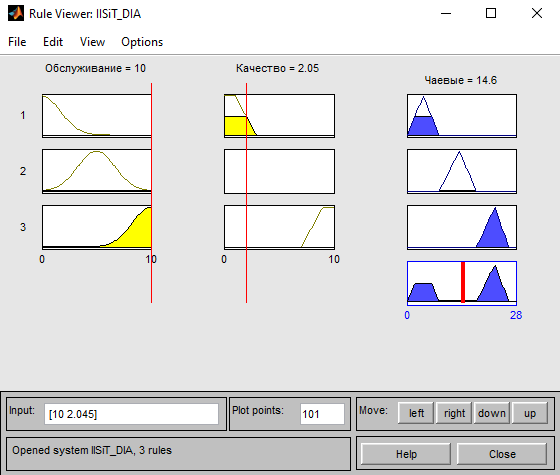 Rule Viewer: IISiT_DIA
File Edit View Options
Обслуживание = 10
Качество = 2.05
Чаевые = 14.6
1
2
3
0 10
0 10
0 28
Input: [10 2.045]
Plot points: 101
Move: left right down up
Opened system IISiT_DIA, 3 rules
Help Close